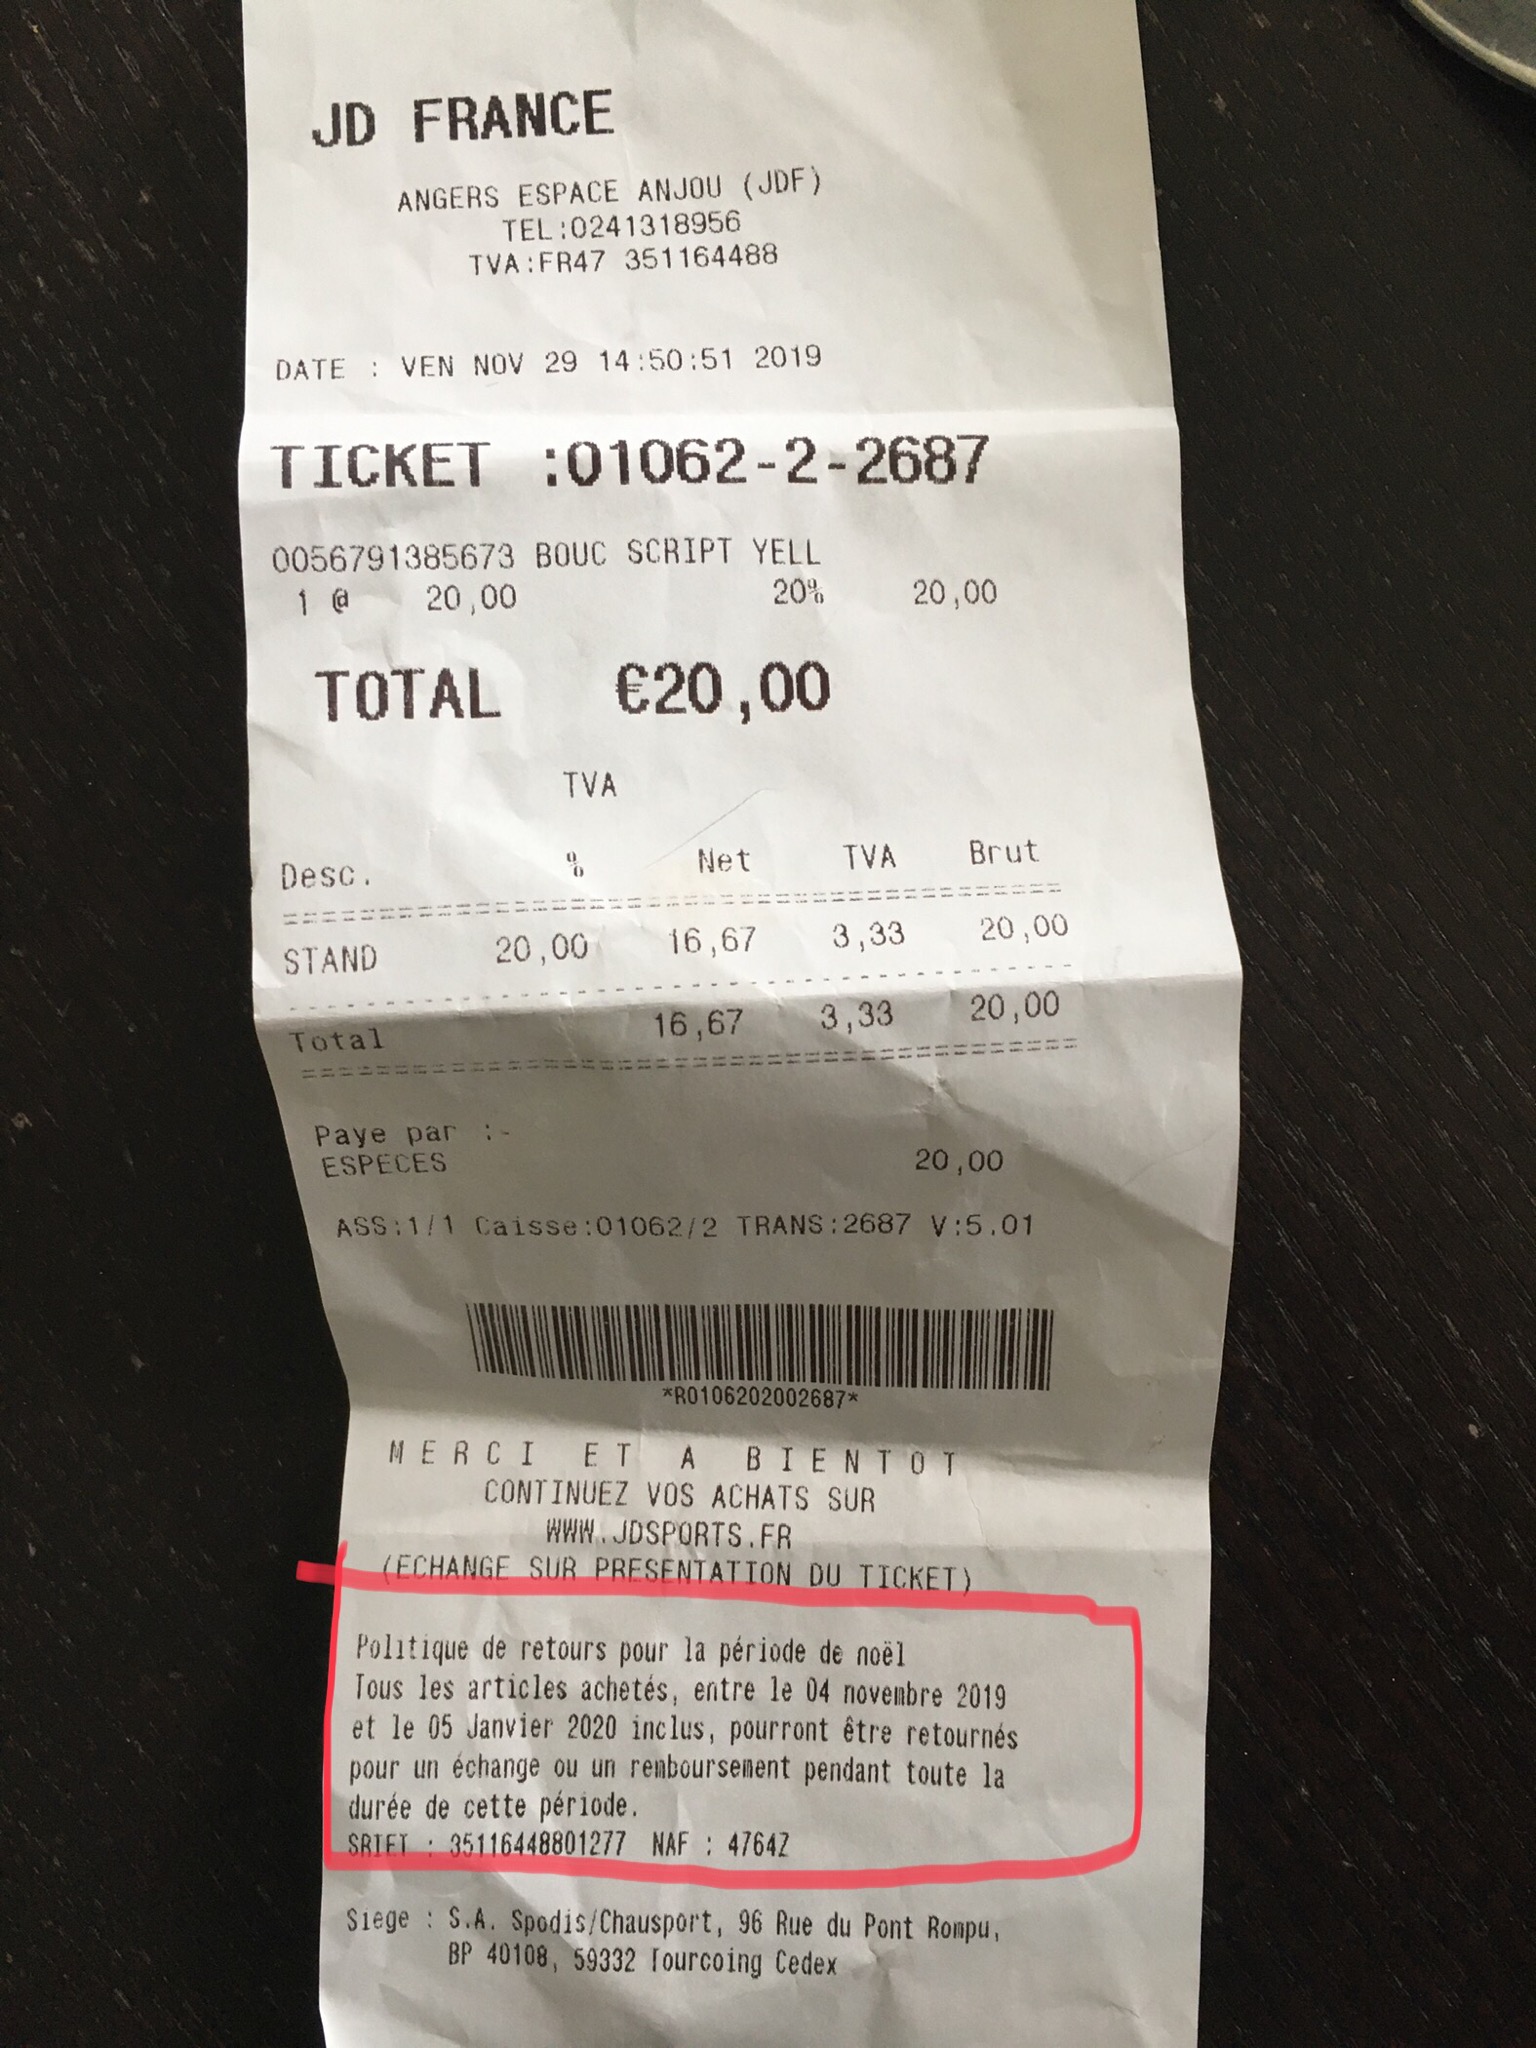 JD FRANCE
ANGERS ESPACE ANJOU (JDF)
TEL:0241318956
TVA:FR47 351164488
DATE : VEN NOV 29 14:50:51 2019
TICKET :01062-2-2687
0056791385673 BOUC SCRIPT YELL
1 @ 20,00 20% 20,00
TOTAL €20,00
TVA
Desc. % Net TVA Brut
STAND 20,00 16,67 3,33 20,00
Total 16,67 3,33 20,00
Paye par :-
ESPECES 20,00
ASS:1/1 Caisse:01062/2 TRANS:2687 V:5.01
*R0106202002687*
MERCI ET A BIENTOT
CONTINUEZ VOS ACHATS SUR
WWW.JDSPORTS.FR
(ECHANGE SUR PRESENTATION DU TICKET)
Politique de retours pour la période de noël
Tous les articles achetés, entre le 04 novembre 2019
et le 05 Janvier 2020 inclus, pourront être retournés
pour un échange ou un remboursement pendant toute la
durée de cette période.
SRIET : 35116448801277 NAF : 4764Z
Siege : S.A. Spodis/Chausport, 96 Rue du Pont Rompu,
BP 40108, 59332 Tourcoing Cedex